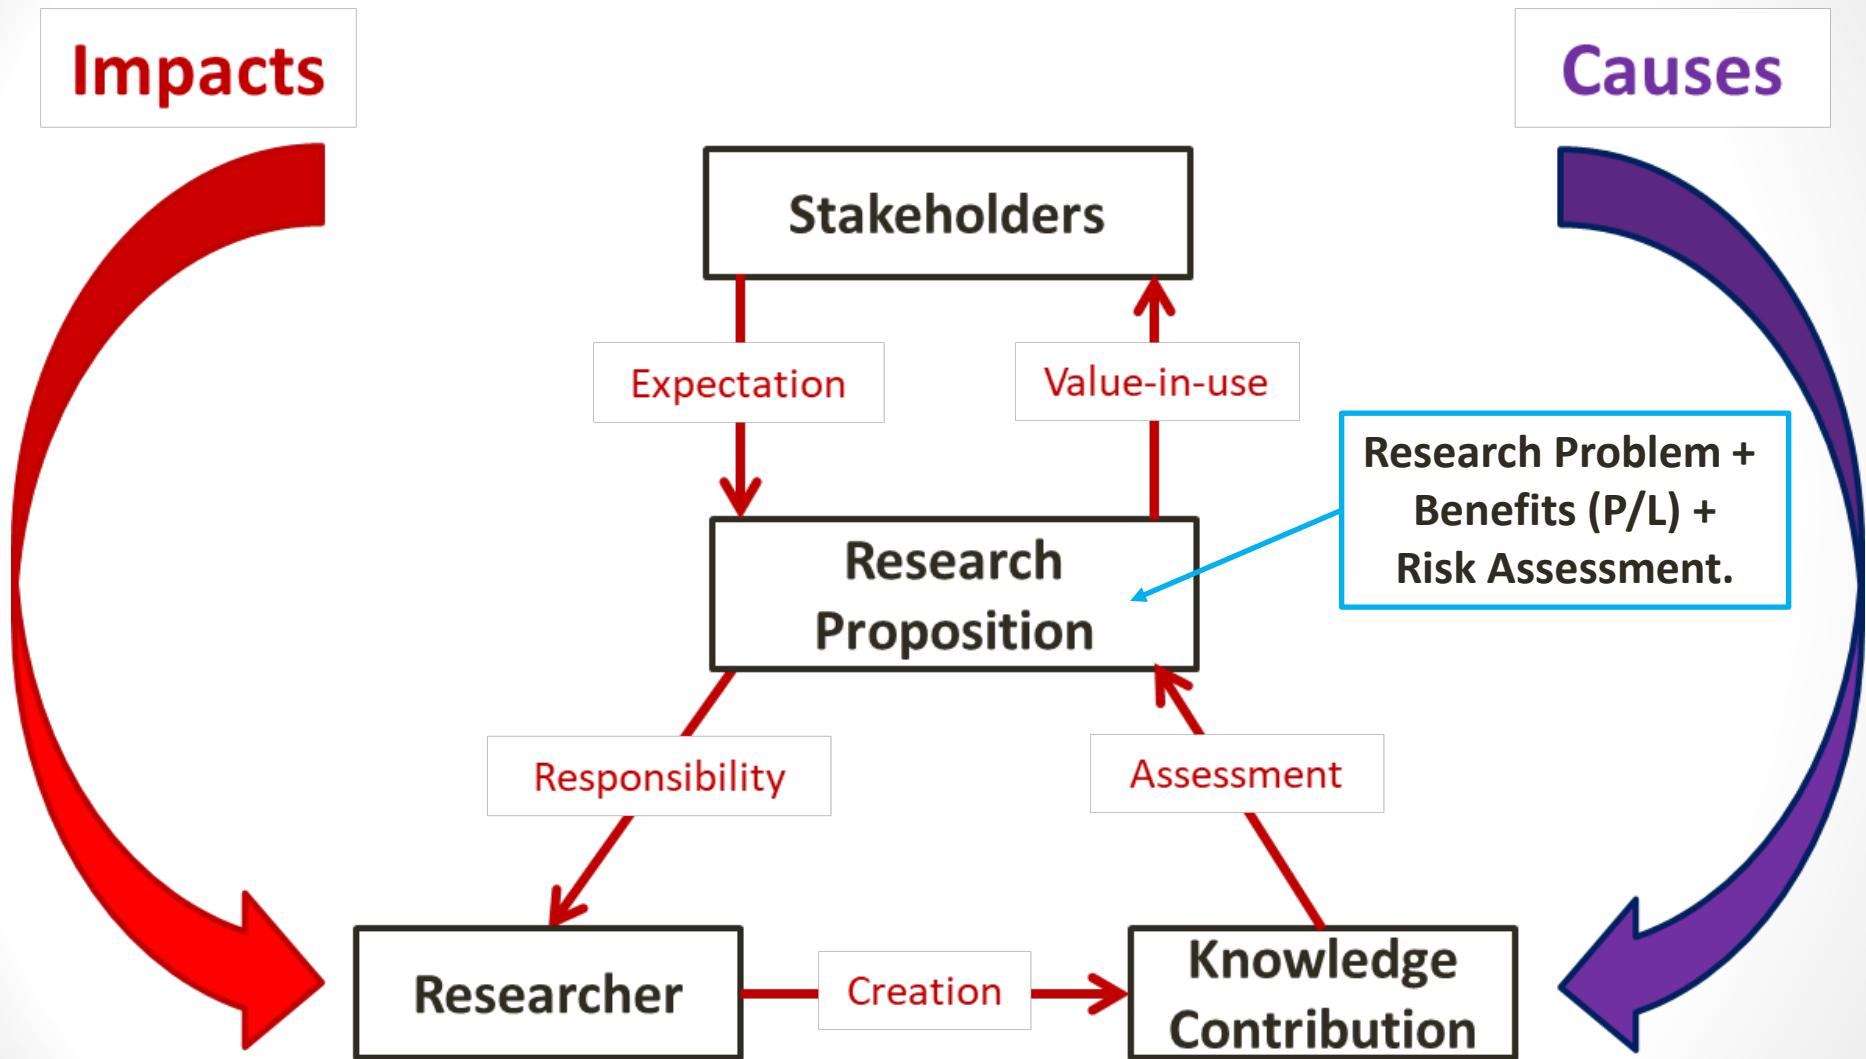 Impacts
Causes
Stakeholders
Expectation
Value-in-use
Research Problem +
Benefits (P/L) +
Risk Assessment.
Research
Proposition
Responsibility
Assessment
Researcher
Creation
Knowledge
Contribution